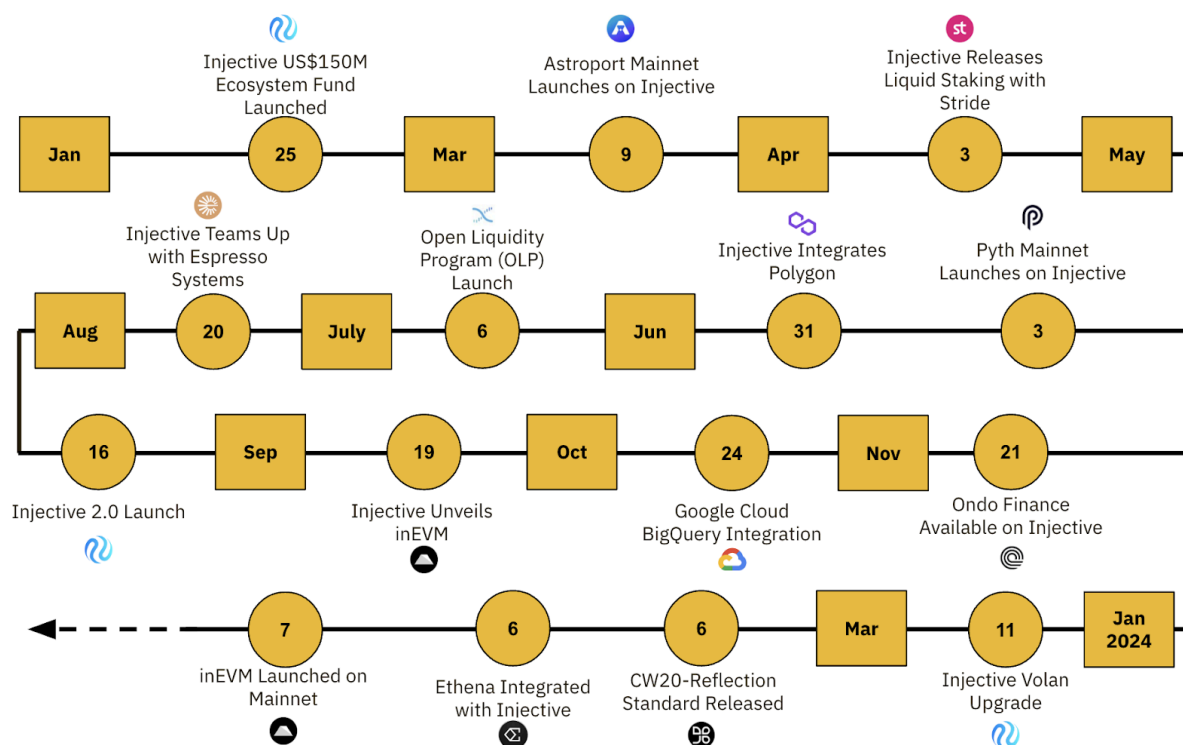 Injective US$150M
Ecosystem Fund
Launched
Astroport Mainnet
Launches on Injective
Injective Releases
Liquid Staking with
Stride
st
Jan
25
Mar
9
Apr
3
May
Injective Teams Up
with Espresso
Systems
Open Liquidity
Program (OLP)
Launch
Injective Integrates
Polygon
Pyth Mainnet
Launches on Injective
Aug
20
July
6
Jun
31
3
16
Sep
19
Oct
24
Nov
21
Injective 2.0 Launch
Injective Unveils
inEVM
Google Cloud
BigQuery Integration
Ondo Finance
Available on Injective
7
6
6
Mar
11
Jan
2024
inEVM Launched on
Mainnet
Ethena Integrated
with Injective
CW20-Reflection
Standard Released
Injective Volan
Upgrade